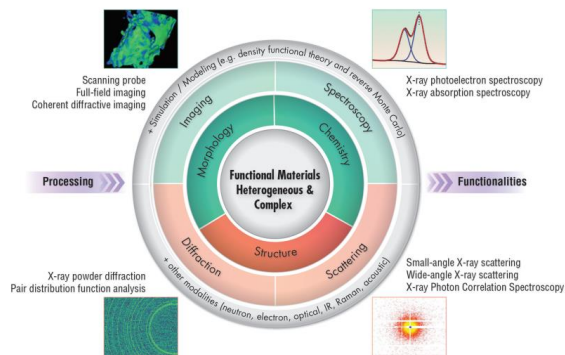 + Simulation / Modeling (e.g. density functional theory and reverse Monte Carlo)
Scanning probe
Full-field imaging
Coherent diffractive imaging
X-ray photoelectron spectroscopy
X-ray absorption spectroscopy
Imaging
Spectroscopy
Morphology
Chemistry
Processing
Functional Materials
Heterogeneous &
Complex
Functionalities
Structure
Diffraction
Scattering
X-ray powder diffraction
Pair distribution function analysis
Small-angle X-ray scattering
Wide-angle X-ray scattering
X-ray Photon Correlation Spectroscopy
+ other modalities (neutron, electron, optical, IR, Raman, acoustic)